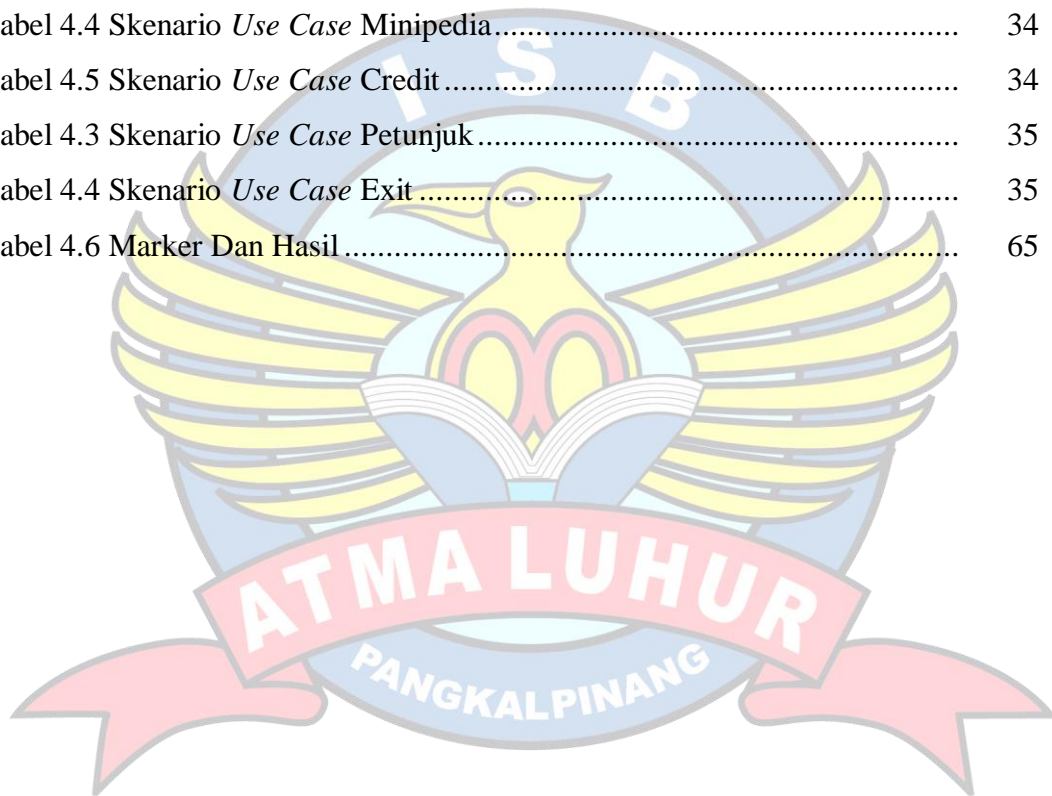 abel 4.4 Skenario Use Case Minipedia.......................................................... 34
abel 4.5 Skenario Use Case Credit ................................................................ 34
abel 4.3 Skenario Use Case Petunjuk............................................................ 35
abel 4.4 Skenario Use Case Exit ................................................................... 35
abel 4.6 Marker Dan Hasil ............................................................................. 65
I S B
ATMA LUHUR
PANGKALPINANG